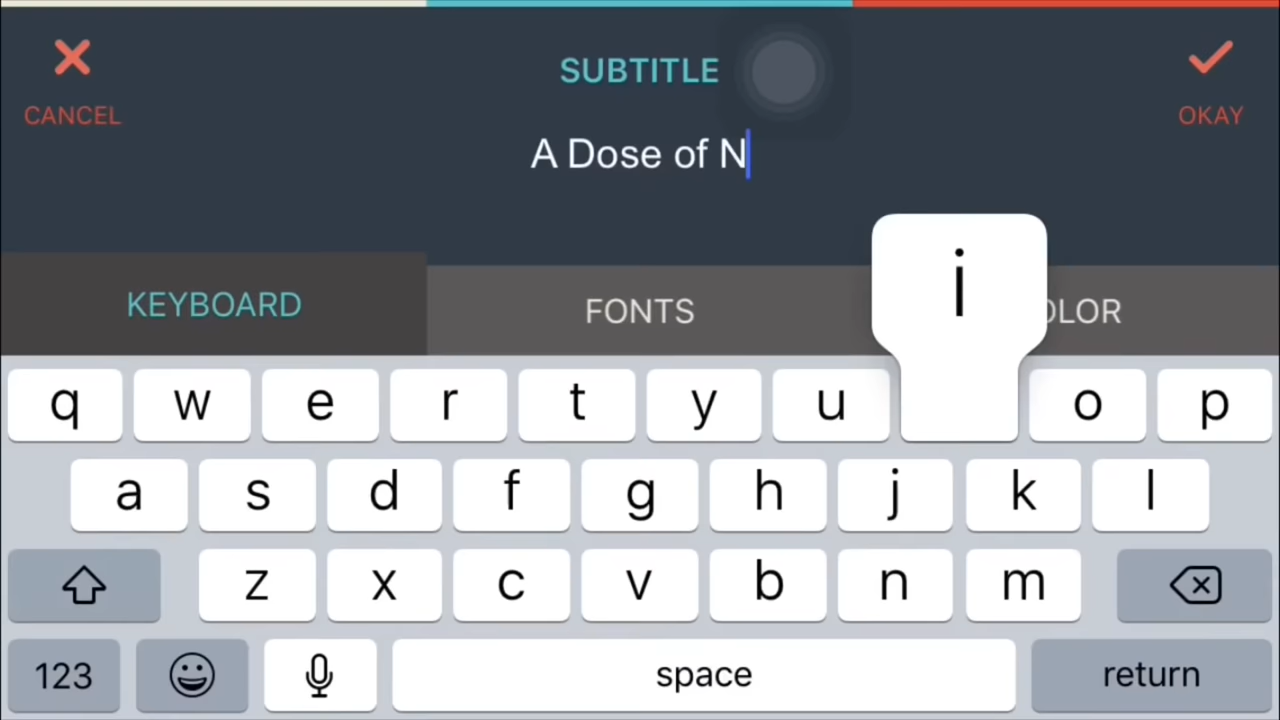 SUBTITLE
CANCEL
OKAY
A Dose of N
KEYBOARD
FONTS
OLOR
i
q w e r t y u o p
a s d f g h j k l
z x c v b n m
123 space return